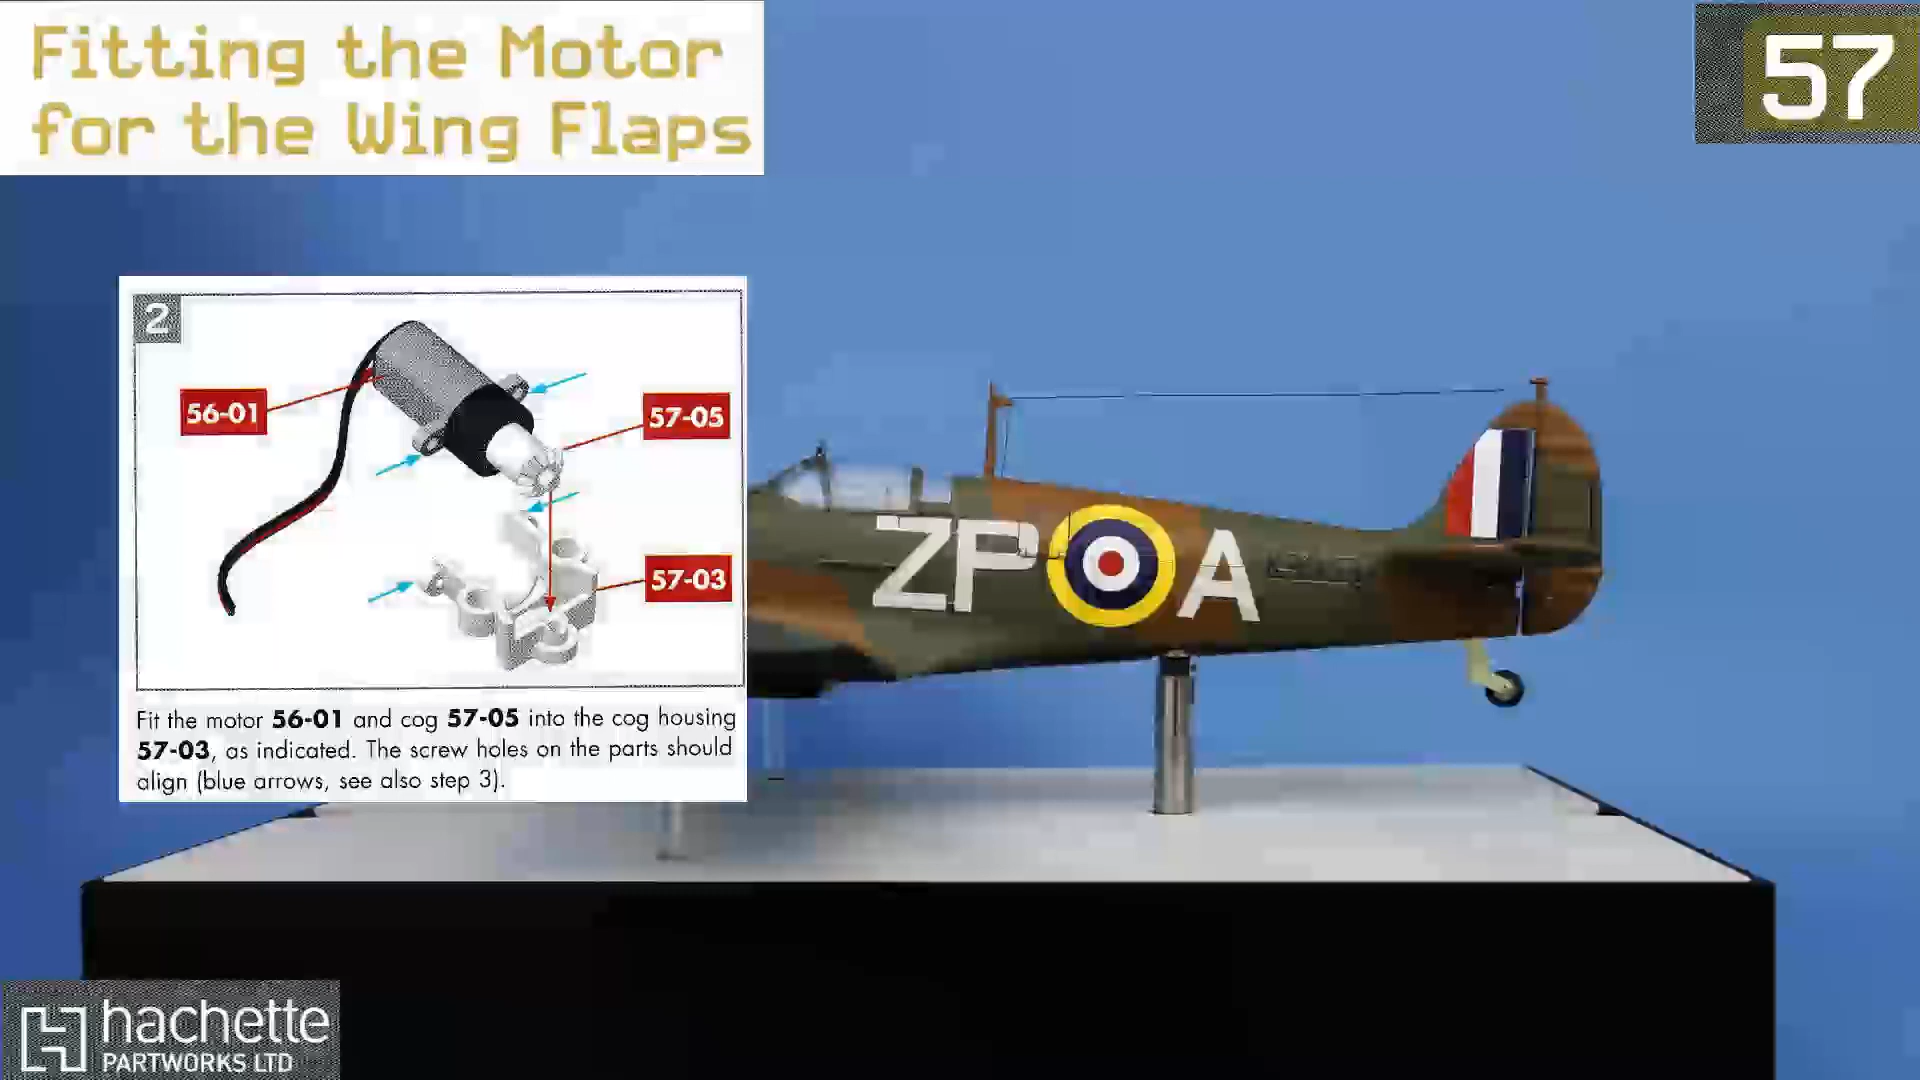 Fitting the Motor
for the Wing Flaps
57
2
56-01
57-05
57-03
Fit the motor 56-01 and cog 57-05 into the cog housing
57-03, as indicated. The screw holes on the parts should
align (blue arrows, see also step 3).
ZP A
hachette
PARTWORKS LTD